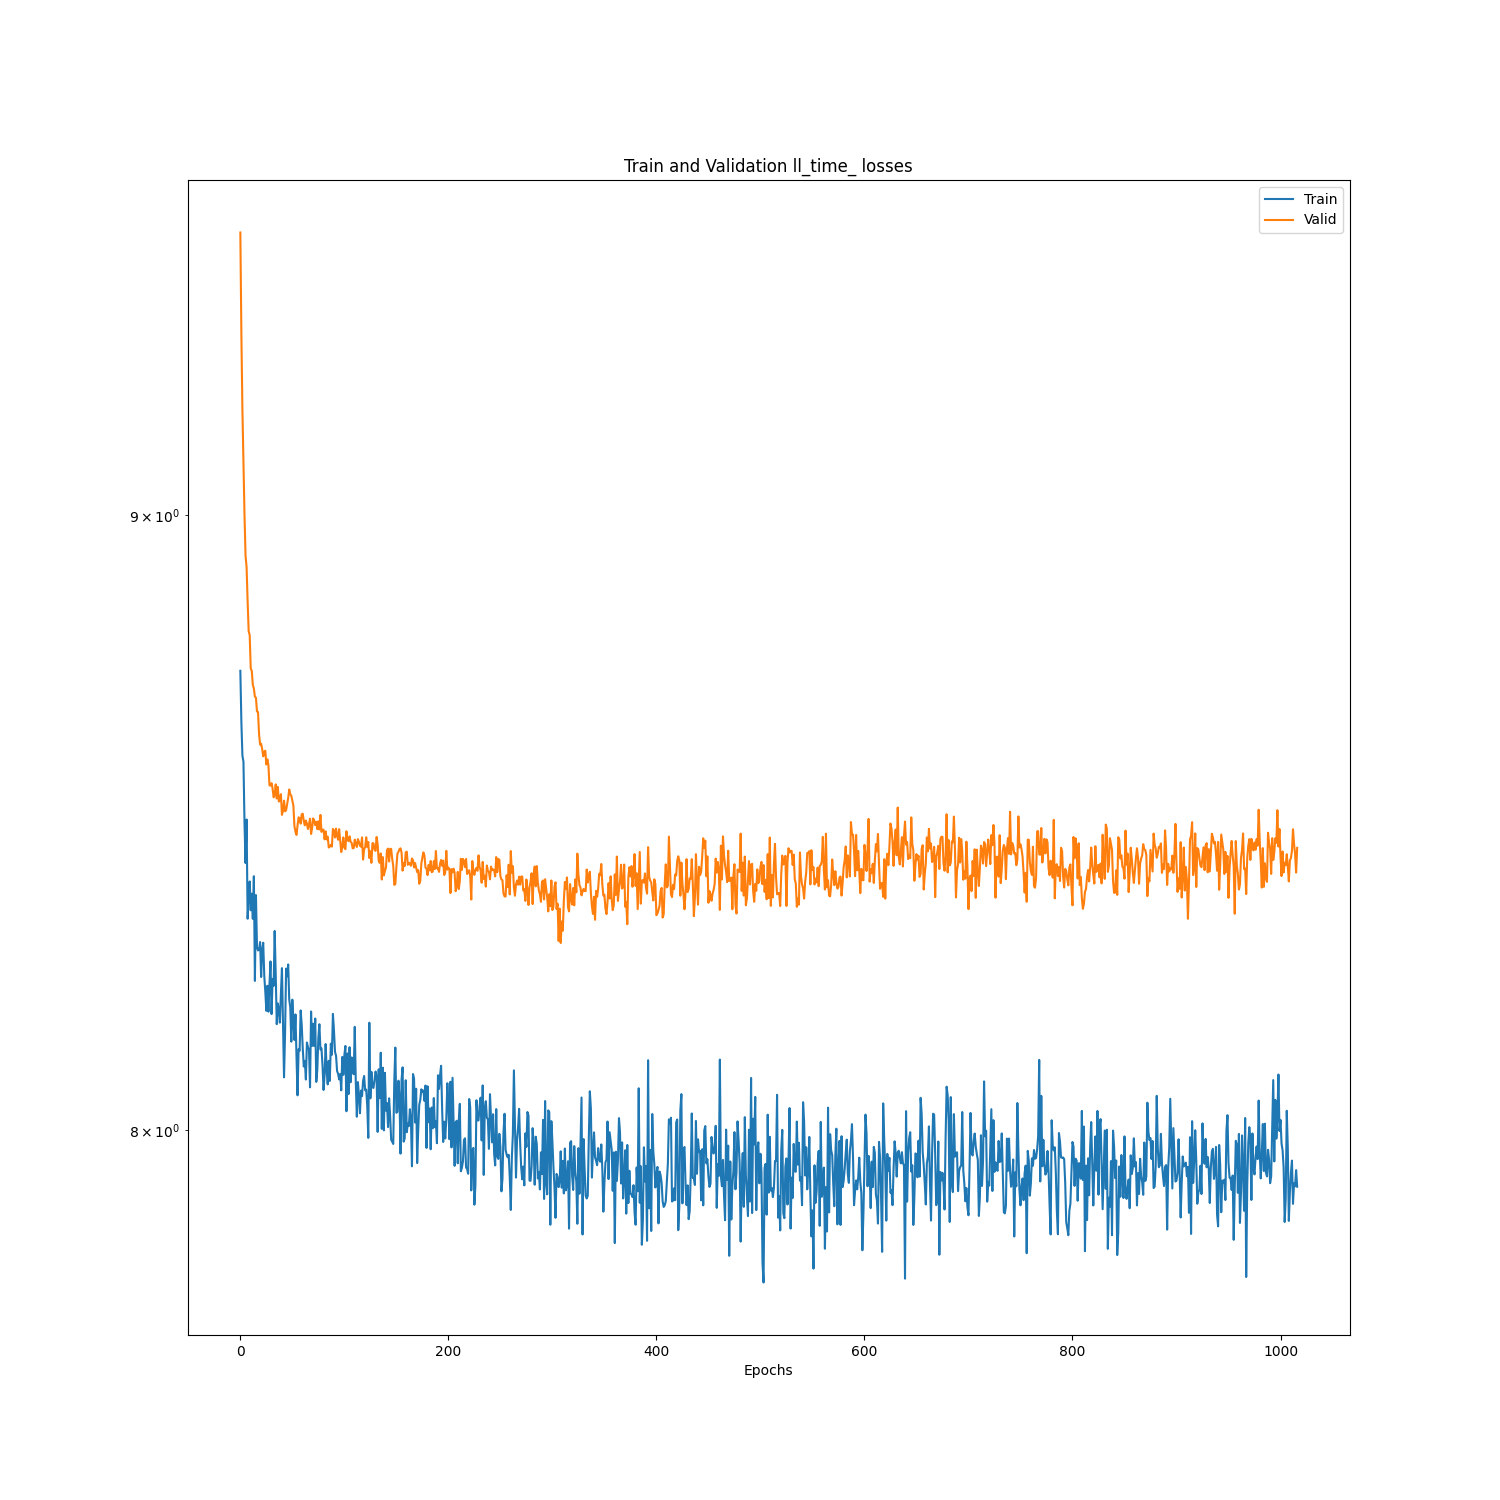 Train and Validation ll_time_ losses
Train
Valid
9 × 10⁰
8 × 10⁰
0 200 400 600 800 1000
Epochs